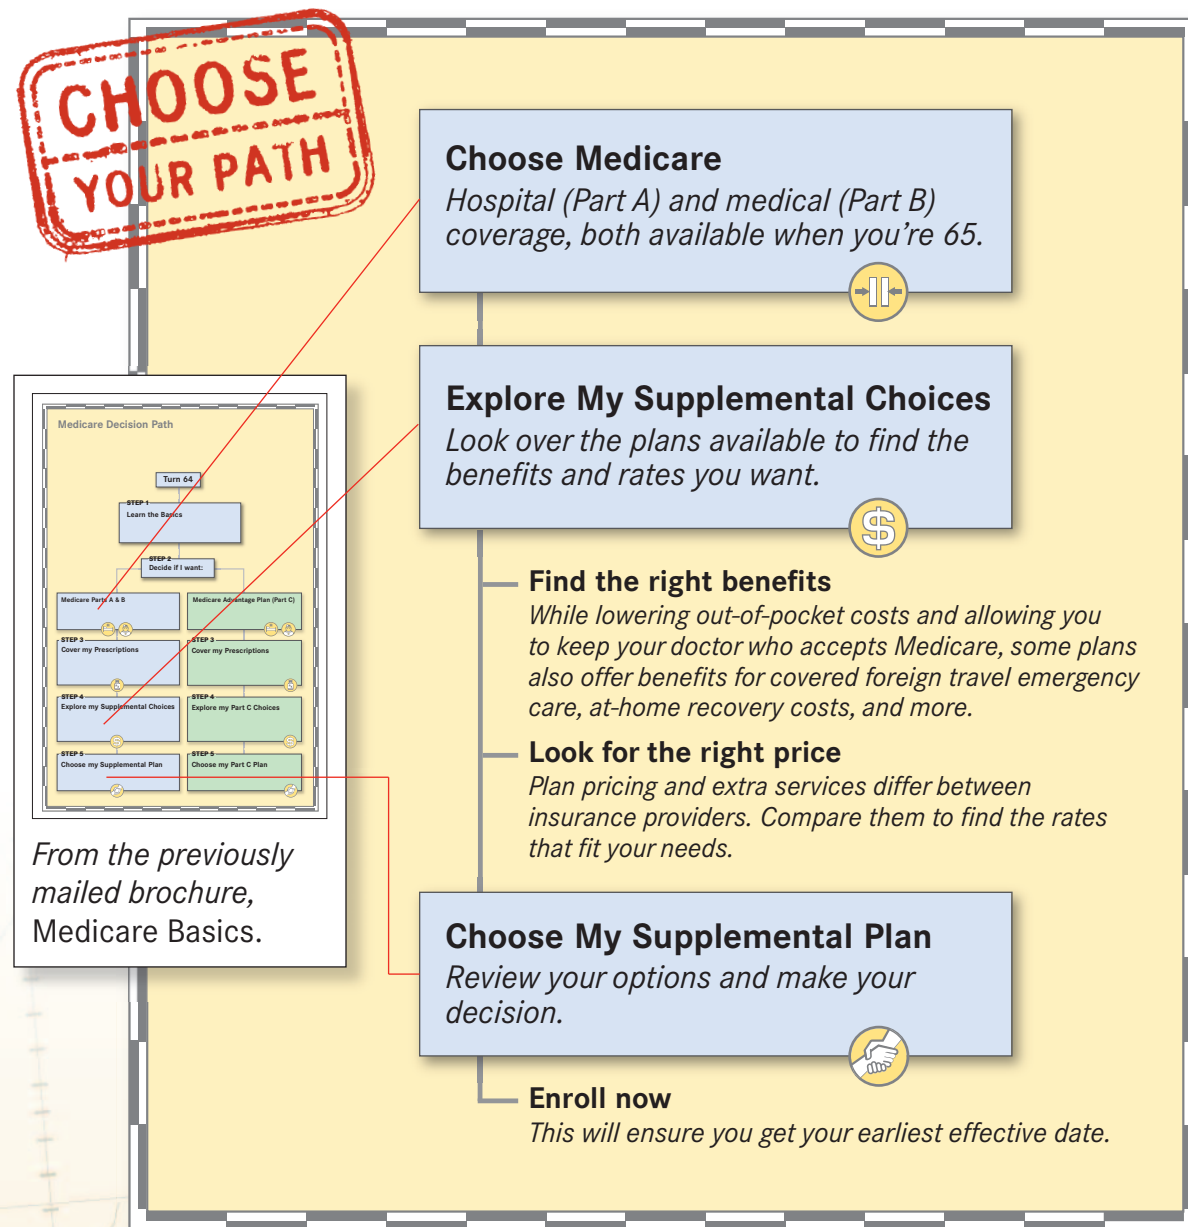 CHOOSE
YOUR PATH
Choose Medicare
Hospital (Part A) and medical (Part B)
coverage, both available when you're 65.
Explore My Supplemental Choices
Look over the plans available to find the
benefits and rates you want.
$
Find the right benefits
While lowering out-of-pocket costs and allowing you
to keep your doctor who accepts Medicare, some plans
also offer benefits for covered foreign travel emergency
care, at-home recovery costs, and more.
Look for the right price
Plan pricing and extra services differ between
insurance providers. Compare them to find the rates
that fit your needs.
Choose My Supplemental Plan
Review your options and make your
decision.
Enroll now
This will ensure you get your earliest effective date.
Medicare Decision Path
Turn 64
STEP 1
Learn the Basics
STEP 2
Decide if I want:
Medicare Parts A & B
STEP 3
Cover my Prescriptions
STEP 4
Explore my Supplemental Choices
STEP 5
Choose my Supplemental Plan
Medicare Advantage Plan (Part C)
STEP 3
Cover my Prescriptions
STEP 4
Explore my Part C Choices
STEP 5
Choose my Part C Plan
From the previously
mailed brochure,
Medicare Basics.